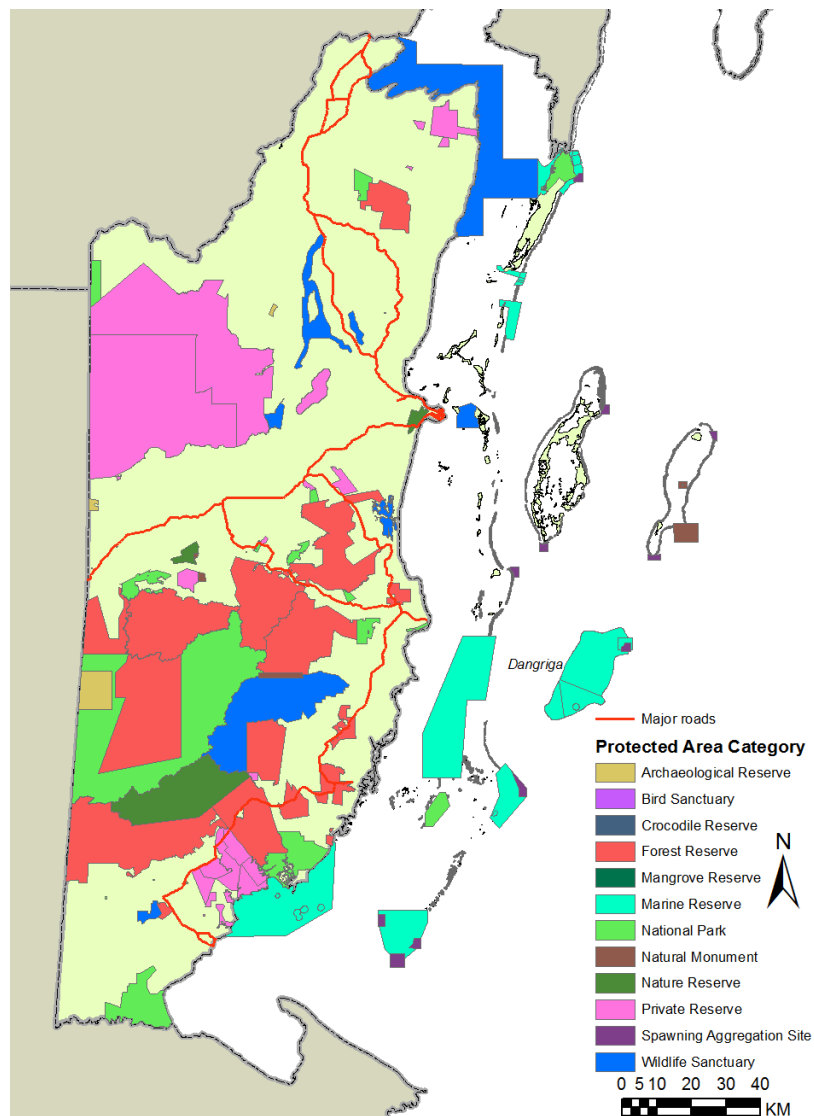 Dangriga
Major roads
Protected Area Category
Archaeological Reserve
Bird Sanctuary
Crocodile Reserve
Forest Reserve
Mangrove Reserve
Marine Reserve
National Park
Natural Monument
Nature Reserve
Private Reserve
Spawning Aggregation Site
Wildlife Sanctuary
N
0 5 10 20 30 40
KM